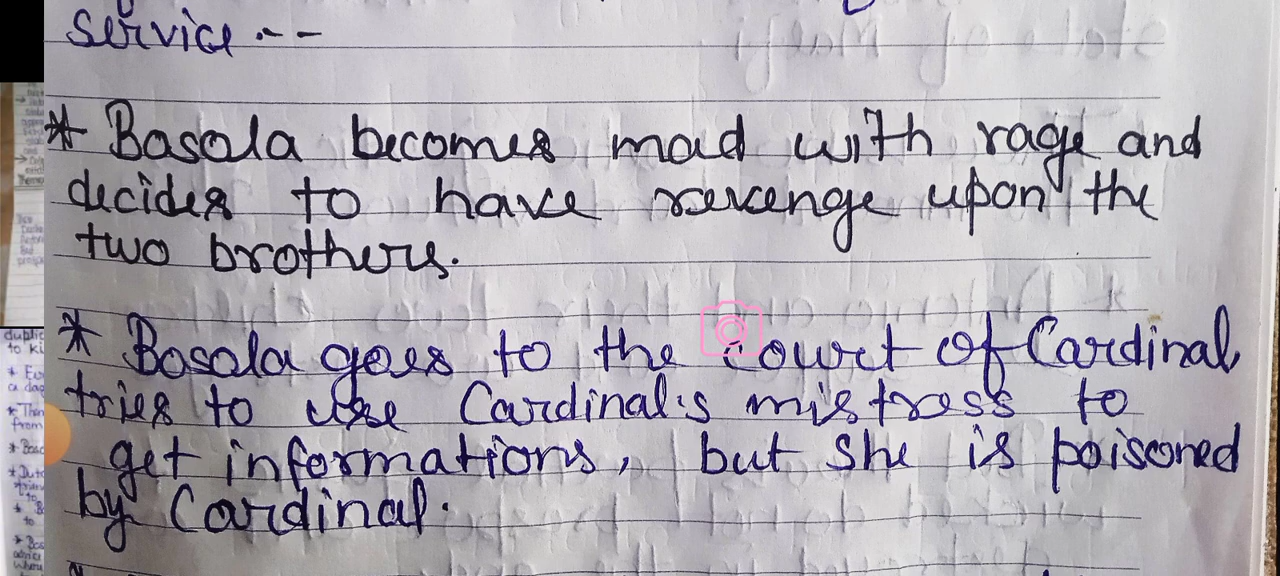 service.--
* Basola becomes mad with rage and
decides to have revenge upon the
two brothers.
* Bosola goes to the Court of Cardinal
tries to use Cardinal's mistress to
get informations, but she is poisoned
by Cardinal.